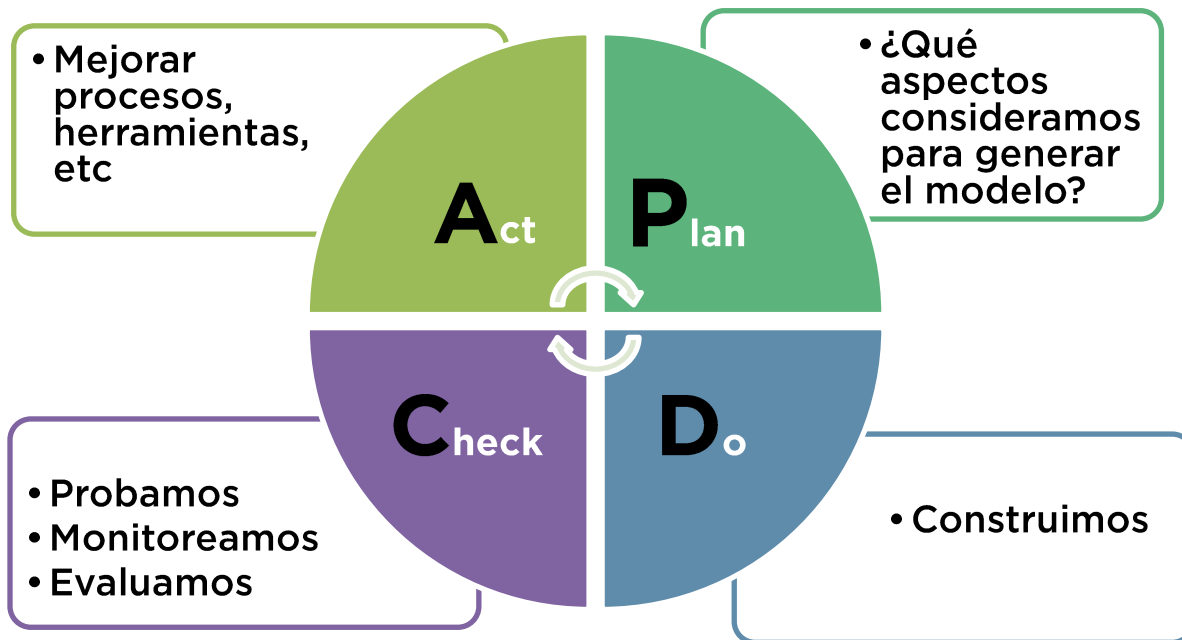 • Mejorar
procesos,
herramientas,
etc
Act
• ¿Qué
aspectos
consideramos
para generar
el modelo?
Plan
Check
• Probamos
• Monitoreamos
• Evaluamos
Do
• Construimos